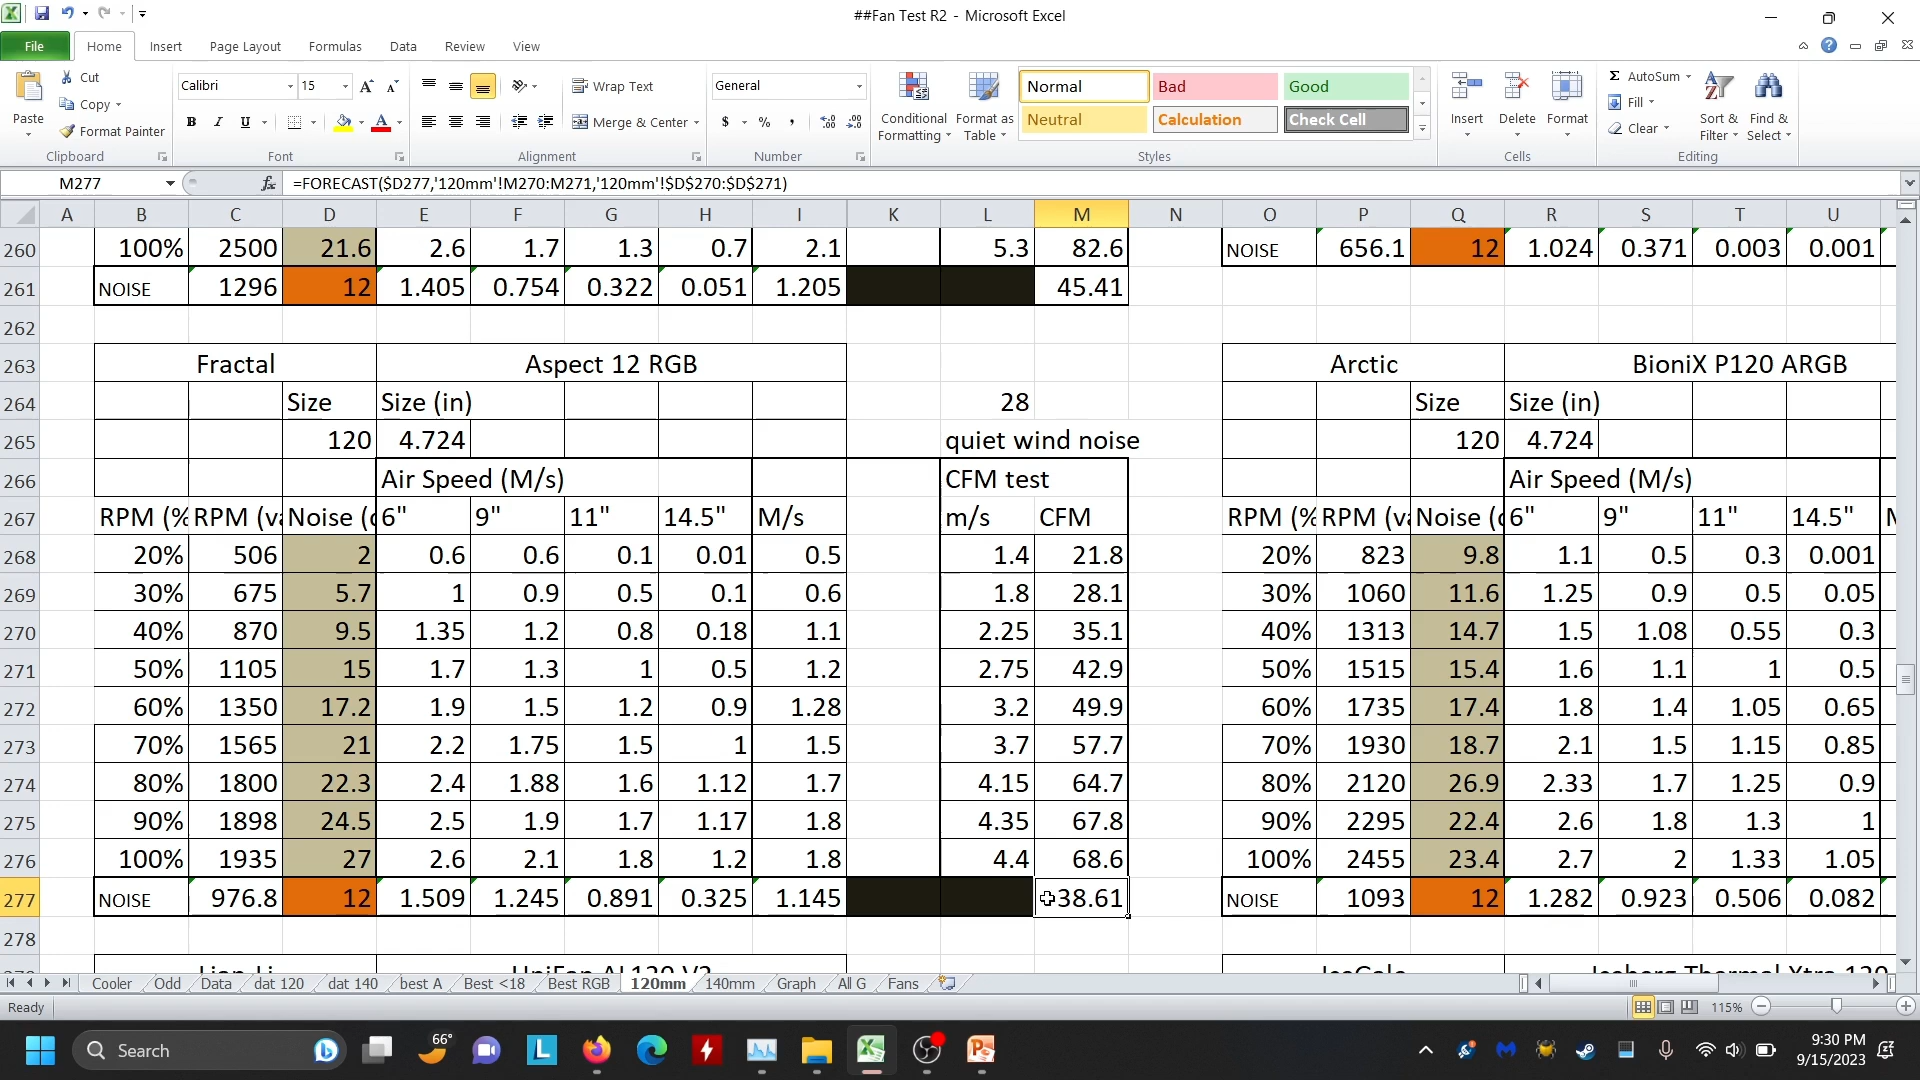 ##Fan Test R2 - Microsoft Excel
File Home Insert Page Layout Formulas Data Review View
Paste Cut Copy Format Painter Clipboard
Calibri 15 B I U Font
Wrap Text Merge & Center Alignment
General $ % , Number
Conditional Formatting Format as Table
Normal Bad Good
Neutral Calculation Check Cell
Styles
Insert Delete Format Cells
AutoSum Fill Clear Sort & Filter Find & Select Editing
M277 fx =FORECAST($D277,'120mm'!M270:M271,'120mm'!$D$270:$D$271)
A B C D E F G H I K L M N O P Q R S T U
260 100% 2500 21.6 2.6 1.7 1.3 0.7 2.1 5.3 82.6 NOISE 656.1 12 1.024 0.371 0.003 0.001
261 NOISE 1296 12 1.405 0.754 0.322 0.051 1.205 45.41
262
263 Fractal Aspect 12 RGB Arctic BioniX P120 ARGB
264 Size Size (in) 28 Size Size (in)
265 120 4.724 quiet wind noise 120 4.724
266 Air Speed (M/s) CFM test Air Speed (M/s)
267 RPM (% RPM (va Noise (d 6" 9" 11" 14.5" M/s m/s CFM RPM (% RPM (va Noise (d 6" 9" 11" 14.5"
268 20% 506 2 0.6 0.6 0.1 0.01 0.5 1.4 21.8 20% 823 9.8 1.1 0.5 0.3 0.001
269 30% 675 5.7 1 0.9 0.5 0.1 0.6 1.8 28.1 30% 1060 11.6 1.25 0.9 0.5 0.05
270 40% 870 9.5 1.35 1.2 0.8 0.18 1.1 2.25 35.1 40% 1313 14.7 1.5 1.08 0.55 0.3
271 50% 1105 15 1.7 1.3 1 0.5 1.2 2.75 42.9 50% 1515 15.4 1.6 1.1 1 0.5
272 60% 1350 17.2 1.9 1.5 1.2 0.9 1.28 3.2 49.9 60% 1735 17.4 1.8 1.4 1.05 0.65
273 70% 1565 21 2.2 1.75 1.5 1 1.5 3.7 57.7 70% 1930 18.7 2.1 1.5 1.15 0.85
274 80% 1800 22.3 2.4 1.88 1.6 1.12 1.7 4.15 64.7 80% 2120 26.9 2.33 1.7 1.25 0.9
275 90% 1898 24.5 2.5 1.9 1.7 1.17 1.8 4.35 67.8 90% 2295 22.4 2.6 1.8 1.3 1
276 100% 1935 27 2.6 2.1 1.8 1.2 1.8 4.4 68.6 100% 2455 23.4 2.7 2 1.33 1.05
277 NOISE 976.8 12 1.509 1.245 0.891 0.325 1.145 38.61 NOISE 1093 12 1.282 0.923 0.506 0.082
278
Cooler Odd Data dat 120 dat 140 best A Best <18 Best RGB 120mm 140mm Graph All G Fans
Ready 115%
Search 66° 9:30 PM
9/15/2023